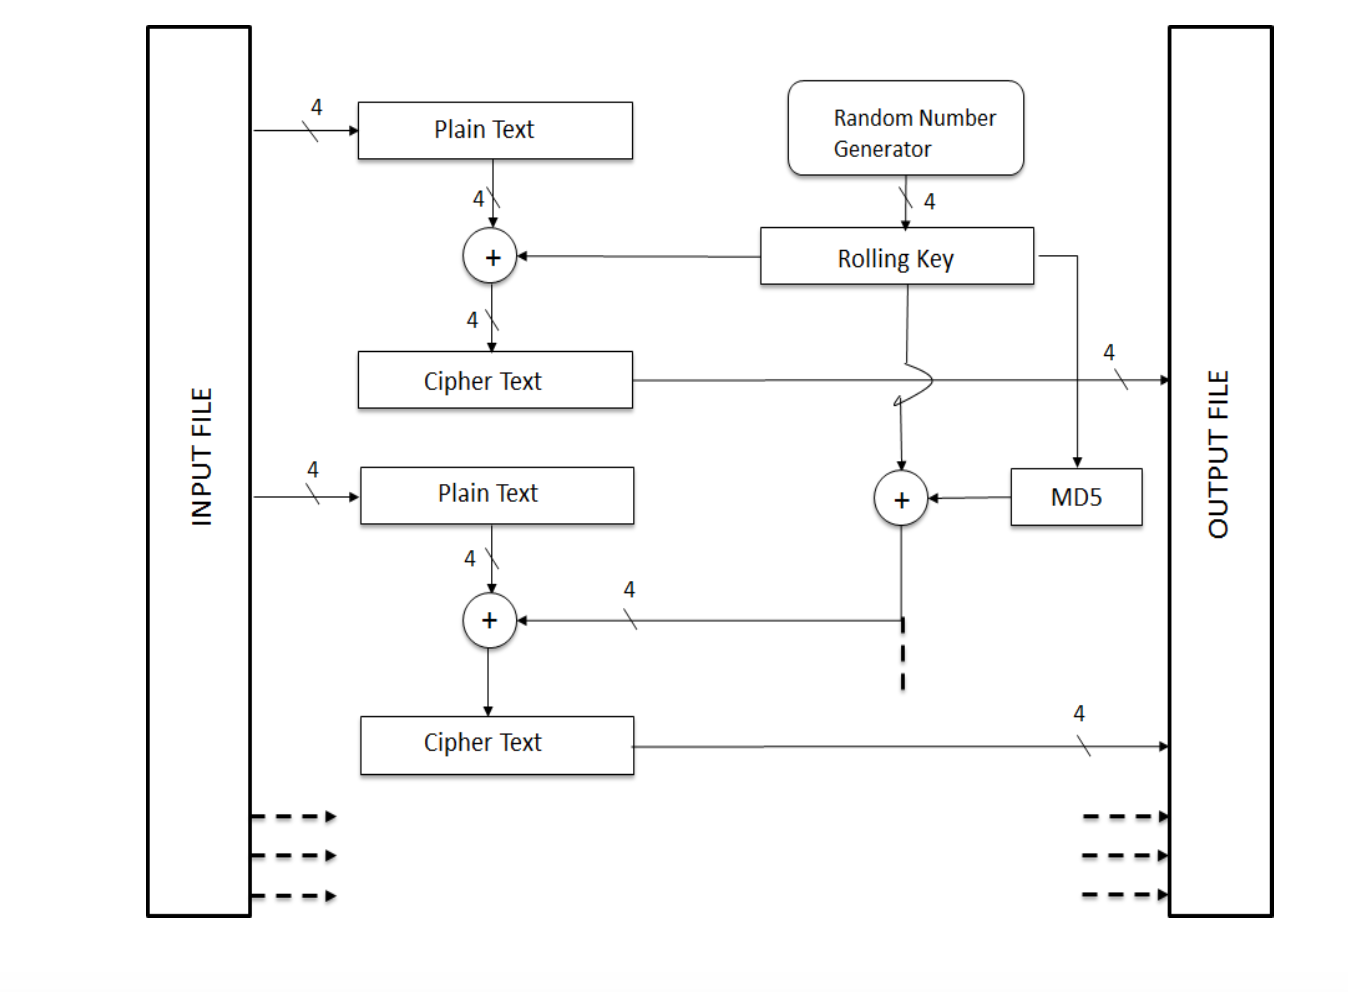 4
Plain Text
Random Number
Generator
4
4
+
Rolling Key
4
4
Cipher Text
INPUT FILE
OUTPUT FILE
4
Plain Text
+
MD5
4
4
+
4
Cipher Text